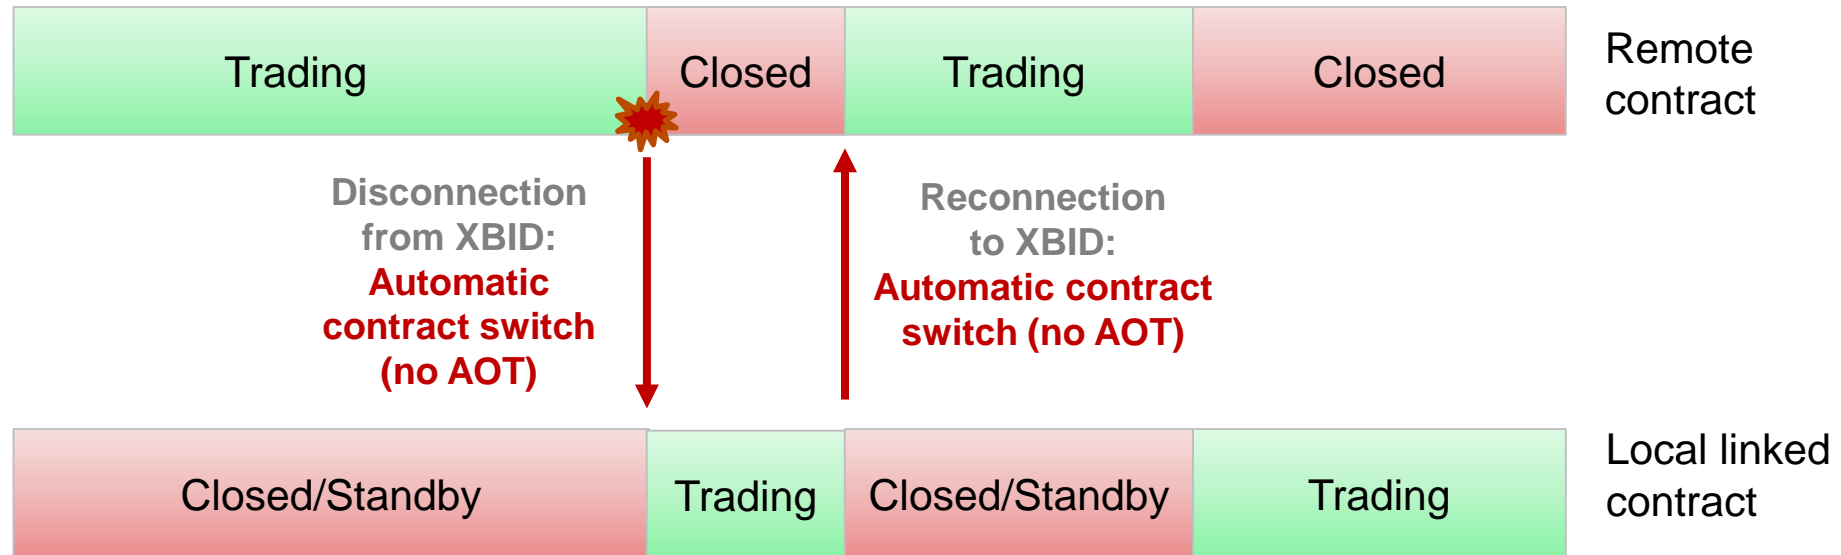 Trading
Closed
Trading
Closed
Remote
contract
Disconnection
from XBID:
Automatic
contract switch
(no AOT)
Reconnection
to XBID:
Automatic contract
switch (no AOT)
Closed/Standby
Trading
Closed/Standby
Trading
Local linked
contract